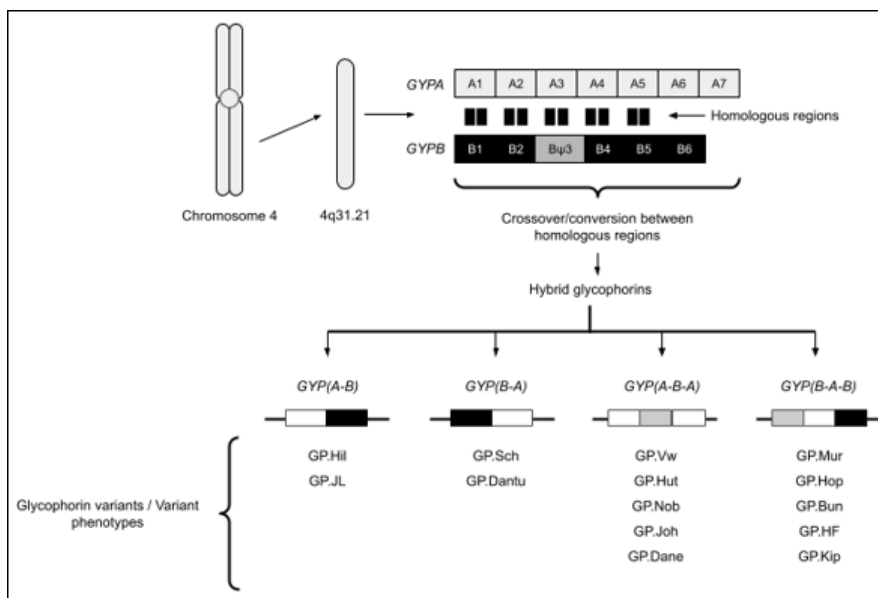 GYPA A1 A2 A3 A4 A5 A6 A7
Homologous regions
GYPB B1 B2 Bψ3 B4 B5 B6
Chromosome 4
4q31.21
Crossover/conversion between
homologous regions
Hybrid glycophorins
GYP(A-B) GYP(B-A) GYP(A-B-A) GYP(B-A-B)
GP.Hil GP.Sch GP.Vw GP.Mur
GP.JL GP.Dantu GP.Hut GP.Hop
Glycophorin variants / Variant
phenotypes
GP.Nob GP.Bun
GP.Joh GP.HF
GP.Dane GP.Kip